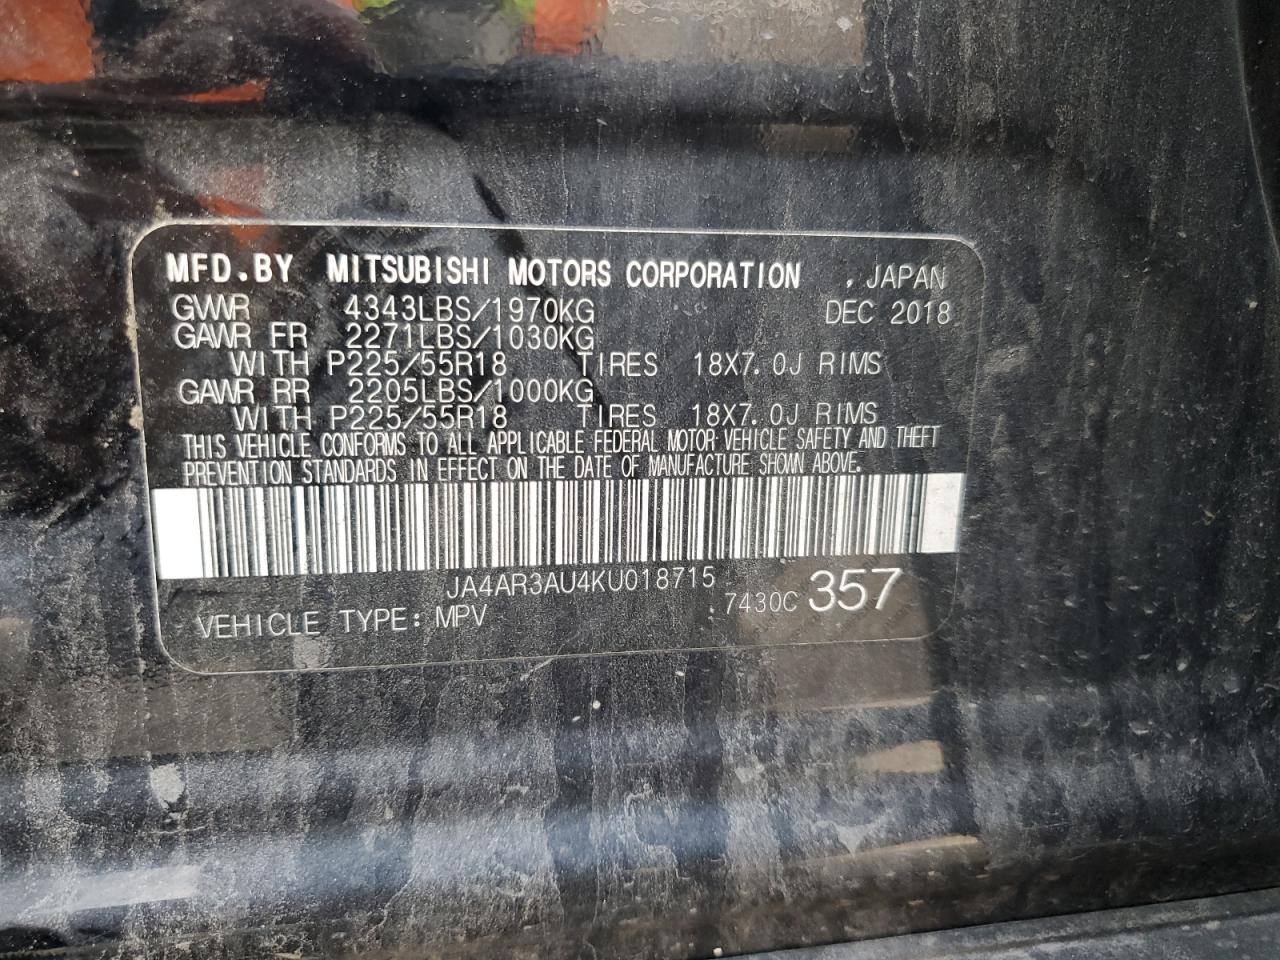 MFD.BY MITSUBISHI MOTORS CORPORATION , JAPAN
GVWR 4343LBS/1970KG DEC 2018
GAWR FR 2271LBS/1030KG
WITH P225/55R18 TIRES 18X7.0J RIMS
GAWR RR 2205LBS/1000KG
WITH P225/55R18 TIRES 18X7.0J RIMS
THIS VEHICLE CONFORMS TO ALL APPLICABLE FEDERAL MOTOR VEHICLE SAFETY AND THEFT
PREVENTION STANDARDS IN EFFECT ON THE DATE OF MANUFACTURE SHOWN ABOVE.
JA4AR3AU4KU018715
VEHICLE TYPE: MPV 7430C 357